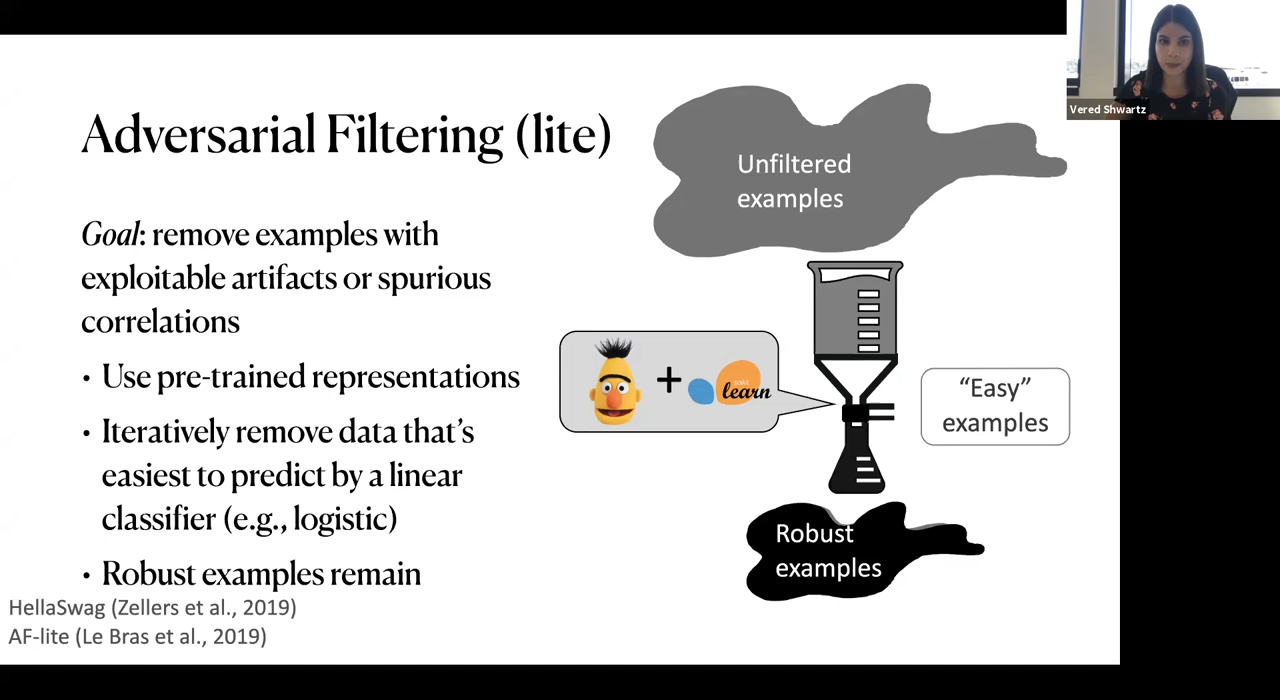 Vered Shwartz
Adversarial Filtering (lite)
Goal: remove examples with
exploitable artifacts or spurious
correlations
• Use pre-trained representations
• Iteratively remove data that’s
easiest to predict by a linear
classifier (e.g., logistic)
• Robust examples remain
HellaSwag (Zellers et al., 2019)
AF-lite (Le Bras et al., 2019)
Unfiltered
examples
+
learn
“Easy”
examples
Robust
examples